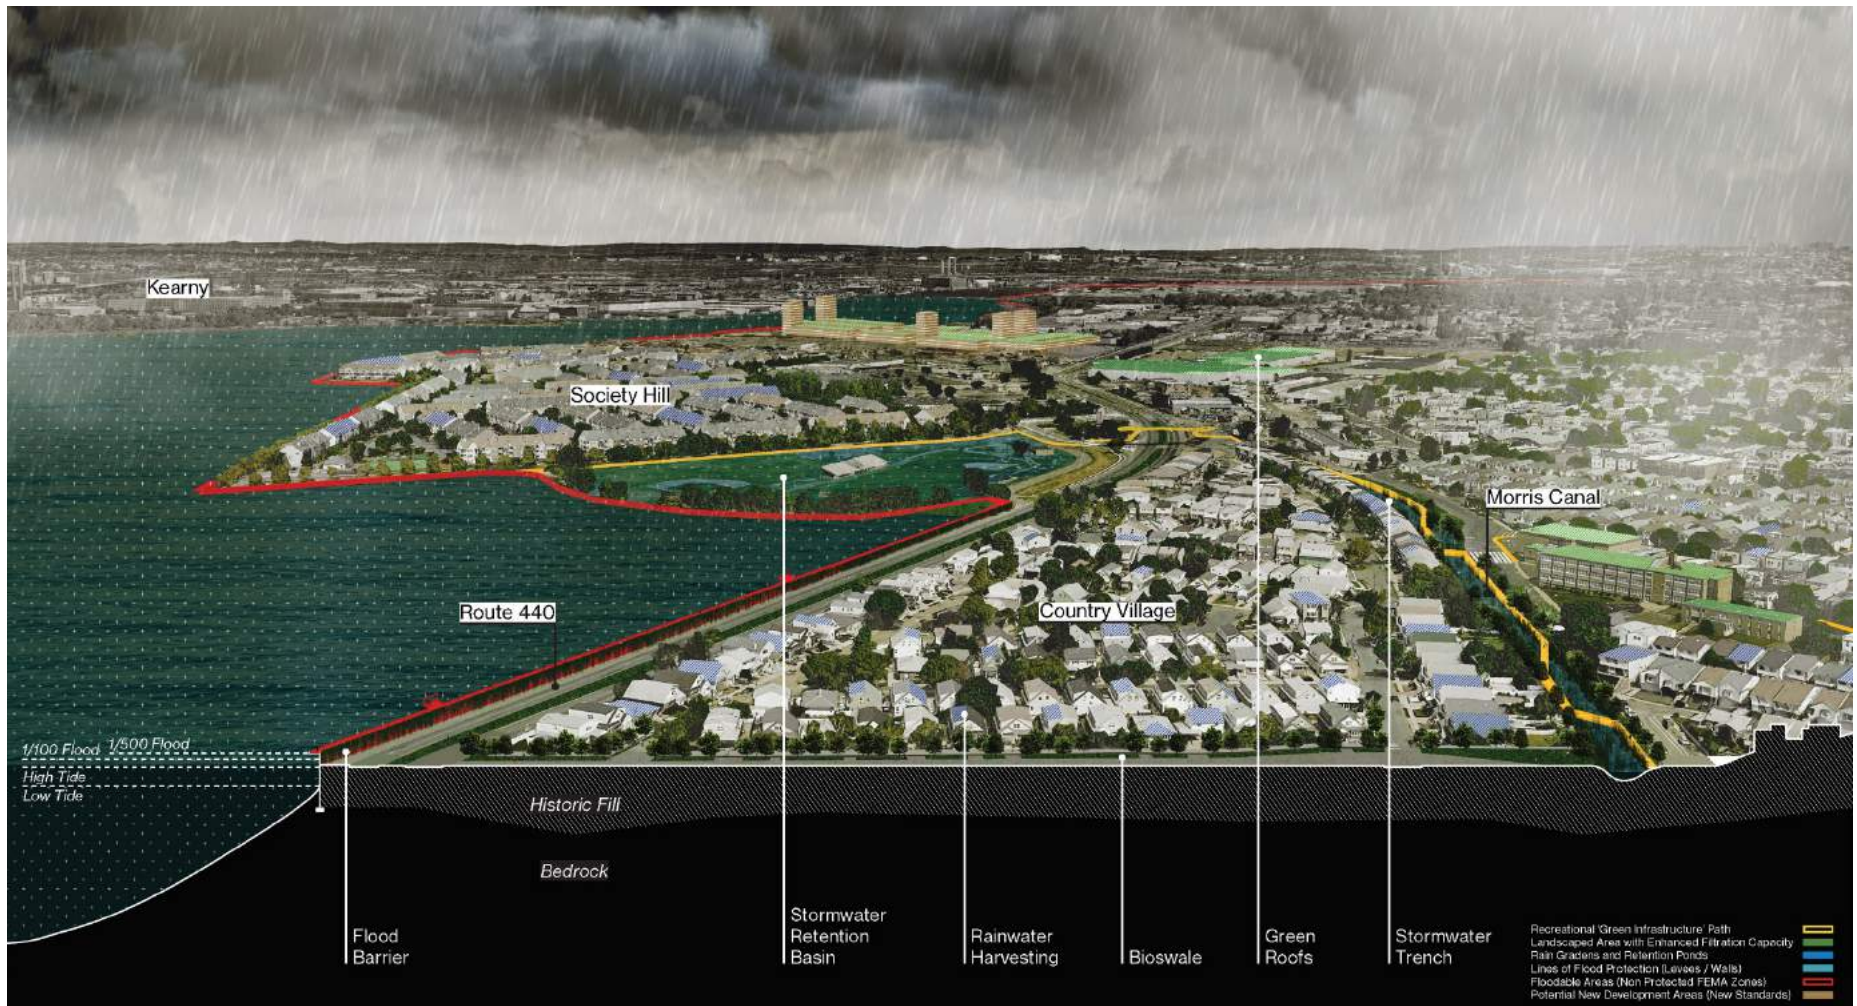 Kearny
Society Hill
Morris Canal
Route 440
Country Village
1/100 Flood
1/500 Flood
High Tide
Low Tide
Historic Fill
Bedrock
Flood
Barrier
Stormwater
Retention
Basin
Rainwater
Harvesting
Bioswale
Green
Roofs
Stormwater
Trench
Recreational 'Green Infrastructure' Path
Landscaped Area with Enhanced Filtration Capacity
Rain Gradens and Retention Ponds
Lines of Flood Protection (Levees / Walls)
Floodable Areas (Non Protected FEMA Zones)
Potential New Development Areas (New Standards)